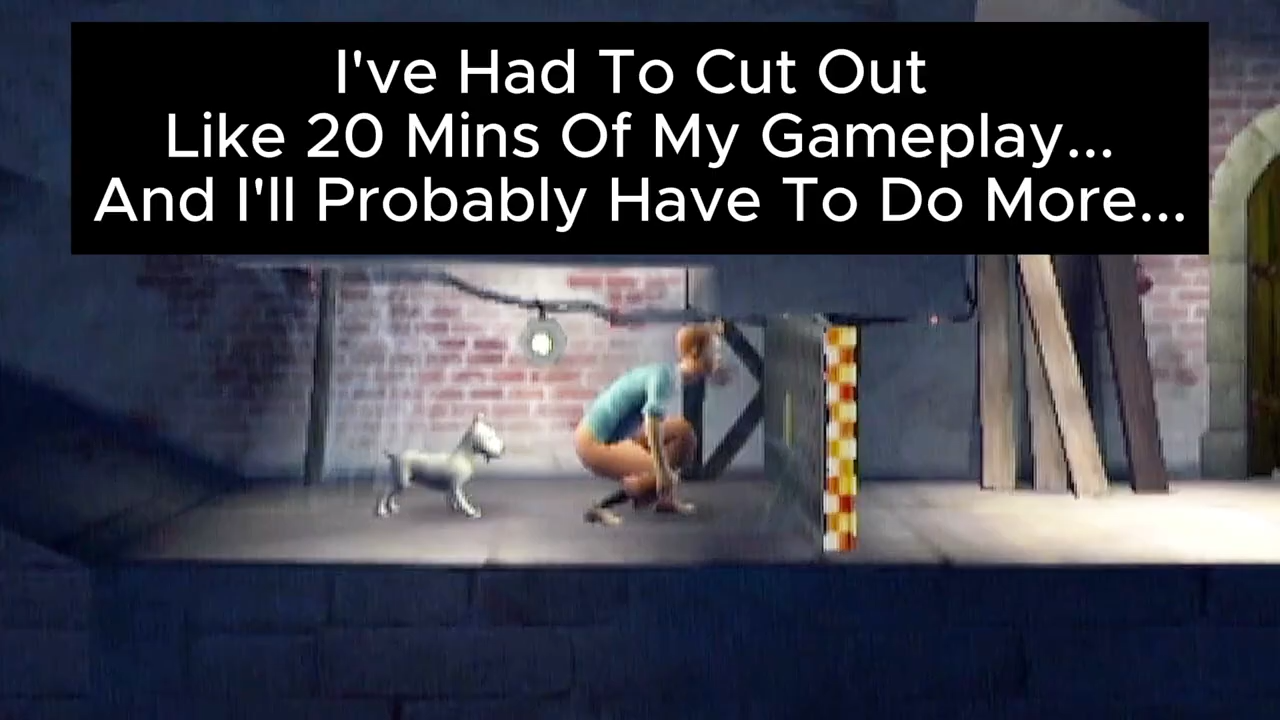 I've Had To Cut Out
Like 20 Mins Of My Gameplay...
And I'll Probably Have To Do More...